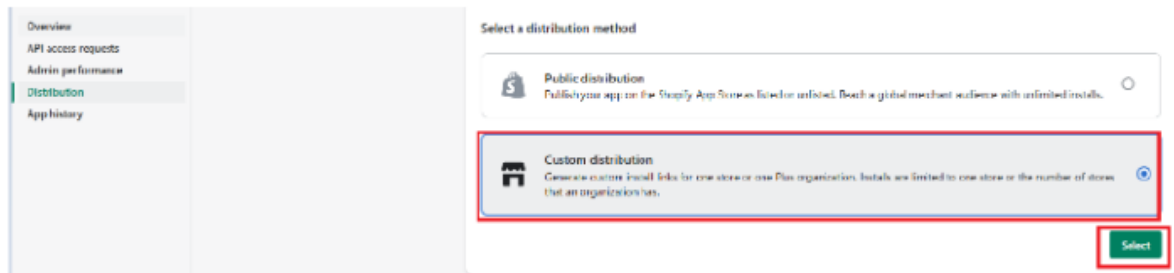 Overview
API access requests
Admin performance
Distribution
App history
Select a distribution method
Public distribution
Publish your app on the Shopify App Store as listed or unlisted. Reach a global merchant audience with unlimited installs.
Custom distribution
Generate custom install links for one store or one Plus organization. Installs are limited to one store or the number of stores
that an organization has.
Select